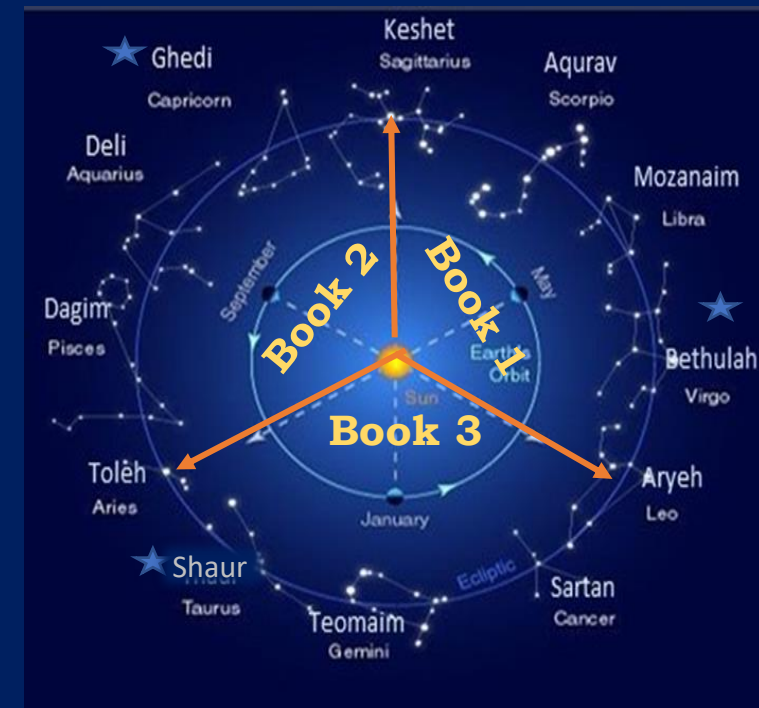 Keshet
Sagittarius
Ghedi
Capricorn
Aqurav
Scorpio
Deli
Aquarius
Mozanaim
Libra
September
Book 2
Book 1
May
Dagim
Pisces
Earth's
Orbit
Bethulah
Virgo
Sun
Book 3
Toleh
Aries
Aryeh
Leo
January
Shaur
Taurus
Ecliptic
Sartan
Cancer
Teomaim
Gemini